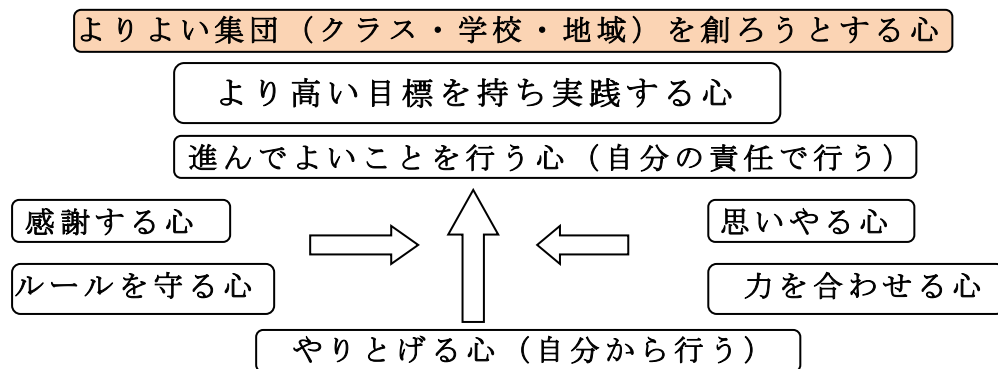 よりよい集団（クラス・学校・地域）を創ろうとする心
より高い目標を持ち実践する心
進んでよいことを行う心（自分の責任で行う）
感謝する心
思いやる心
ルールを守る心
力を合わせる心
やりとげる心（自分から行う）